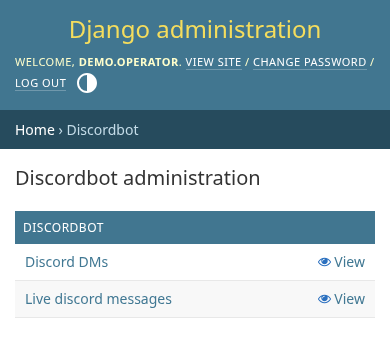 Django administration
WELCOME, DEMO.OPERATOR. VIEW SITE / CHANGE PASSWORD /
LOG OUT
Home › Discordbot
Discordbot administration
DISCORDBOT
Discord DMs View
Live discord messages View